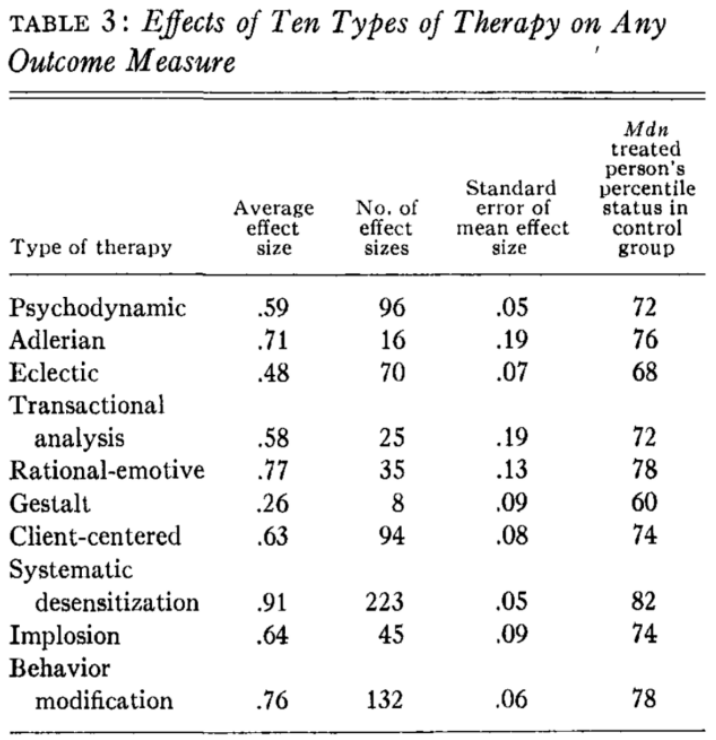 TABLE 3: Effects of Ten Types of Therapy on Any
Outcome Measure
Type of therapy
Average
effect
size
No. of
effect
sizes
Standard
error of
mean effect
size
Mdn
treated
person's
percentile
status in
control
group
Psychodynamic .59 96 .05 72
Adlerian .71 16 .19 76
Eclectic .48 70 .07 68
Transactional
analysis .58 25 .19 72
Rational-emotive .77 35 .13 78
Gestalt .26 8 .09 60
Client-centered .63 94 .08 74
Systematic
desensitization .91 223 .05 82
Implosion .64 45 .09 74
Behavior
modification .76 132 .06 78